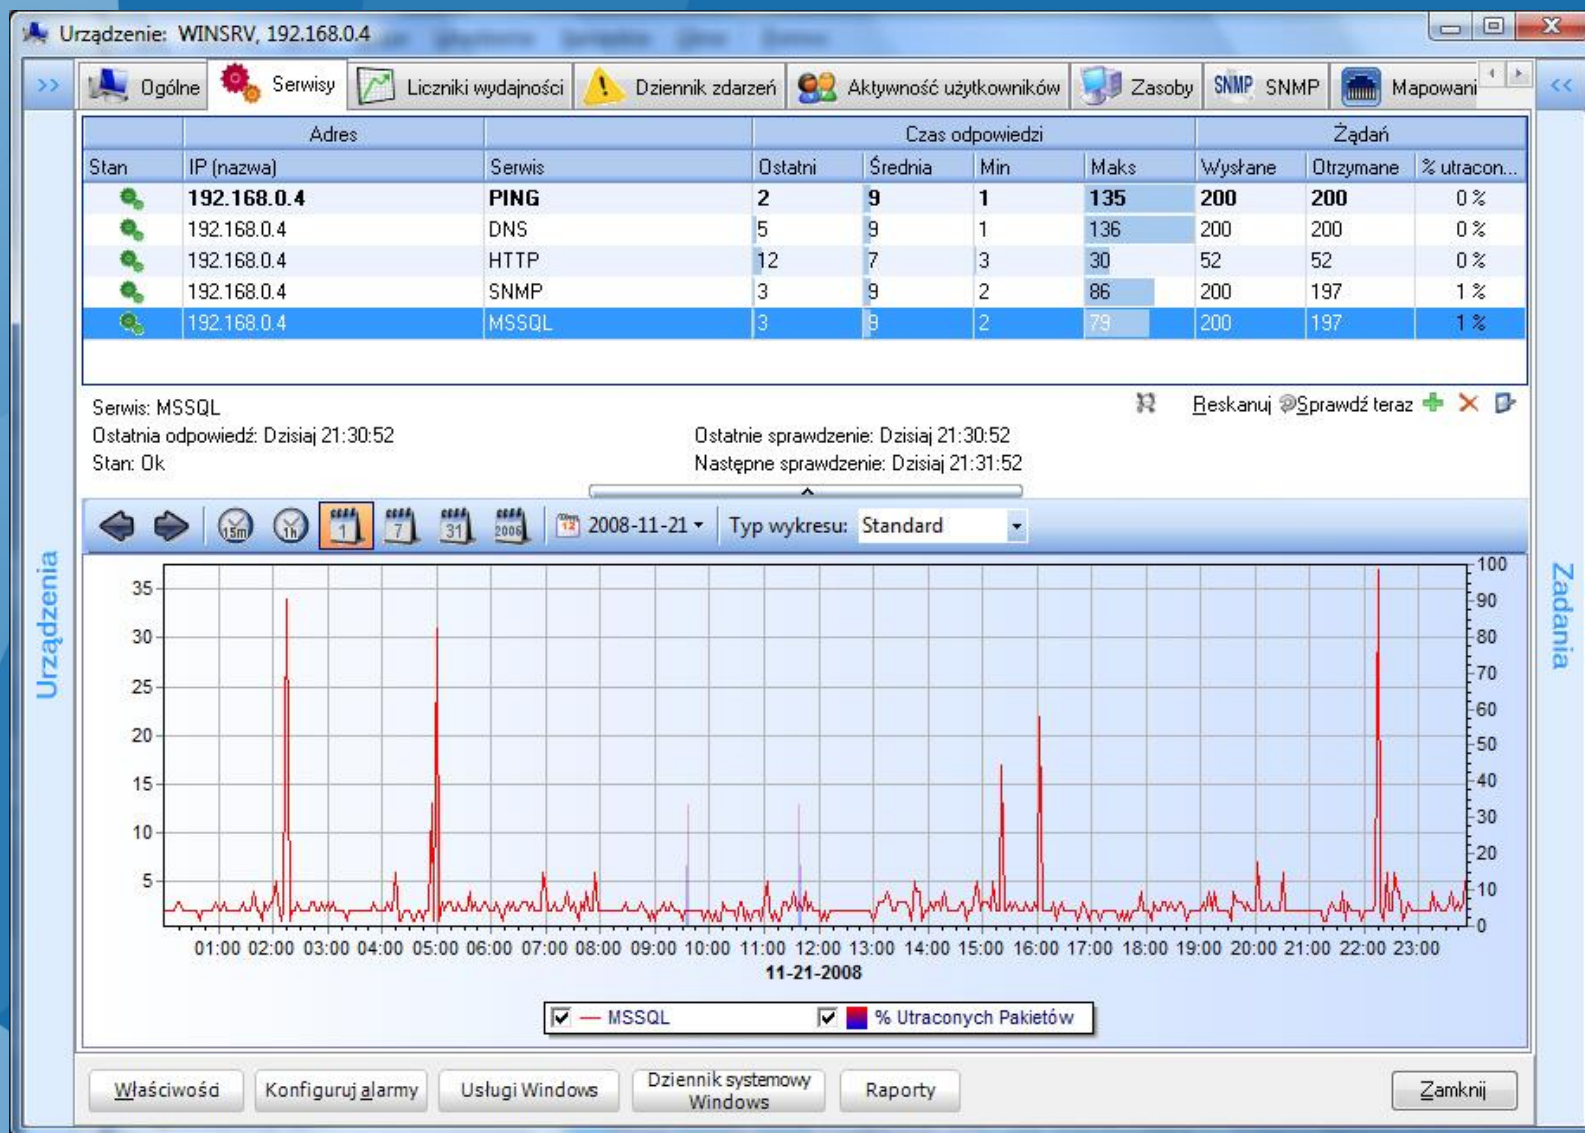 Urządzenie: WINSRV, 192.168.0.4
>> Ogólne Serwisy Liczniki wydajności Dziennik zdarzeń Aktywność użytkowników Zasoby SNMP SNMP Mapowani <<
Adres Czas odpowiedzi Żądań
Stan IP (nazwa) Serwis Ostatni Średnia Min Maks Wysłane Otrzymane % utracon...
192.168.0.4 PING 2 9 1 135 200 200 0 %
192.168.0.4 DNS 5 9 1 136 200 200 0 %
192.168.0.4 HTTP 12 7 3 30 52 52 0 %
192.168.0.4 SNMP 3 9 2 86 200 197 1 %
192.168.0.4 MSSQL 3 9 2 79 200 197 1 %
Serwis: MSSQL Reskanuj Sprawdź teraz
Ostatnia odpowiedź: Dzisiaj 21:30:52 Ostatnie sprawdzenie: Dzisiaj 21:30:52
Stan: Ok Następne sprawdzenie: Dzisiaj 21:31:52
15m 1h 1 7 31 2006 12 2008-11-21 Typ wykresu: Standard
Urządzenia
Zadania
35
30
25
20
15
10
5
100
90
80
70
60
50
40
30
20
10
0
01:00 02:00 03:00 04:00 05:00 06:00 07:00 08:00 09:00 10:00 11:00 12:00 13:00 14:00 15:00 16:00 17:00 18:00 19:00 20:00 21:00 22:00 23:00
11-21-2008
MSSQL % Utraconych Pakietów
Właściwości Konfiguruj alarmy Usługi Windows Dziennik systemowy Windows Raporty Zamknij